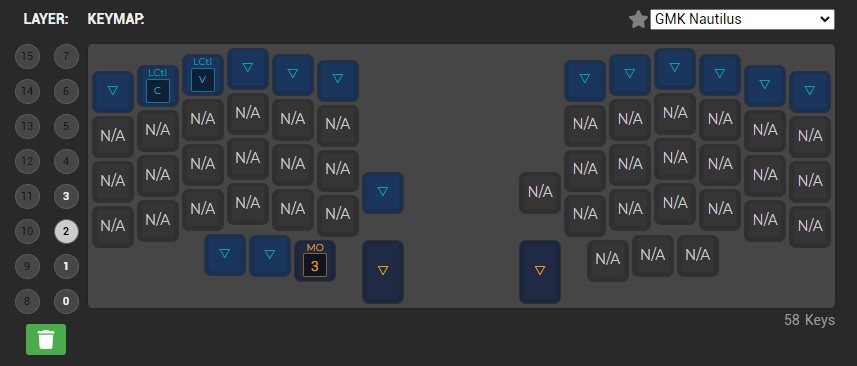 LAYER: KEYMAP: GMK Nautilus
15 7
LCtl LCtl
C V
14 6
N/A N/A N/A N/A N/A N/A N/A N/A N/A N/A N/A N/A
13 5
N/A N/A N/A N/A N/A N/A N/A N/A N/A N/A N/A N/A
12 4
N/A
11 3
N/A N/A N/A N/A N/A N/A N/A N/A N/A N/A N/A N/A
10 2
MO
3 N/A N/A N/A
9 1
8 0
58 Keys